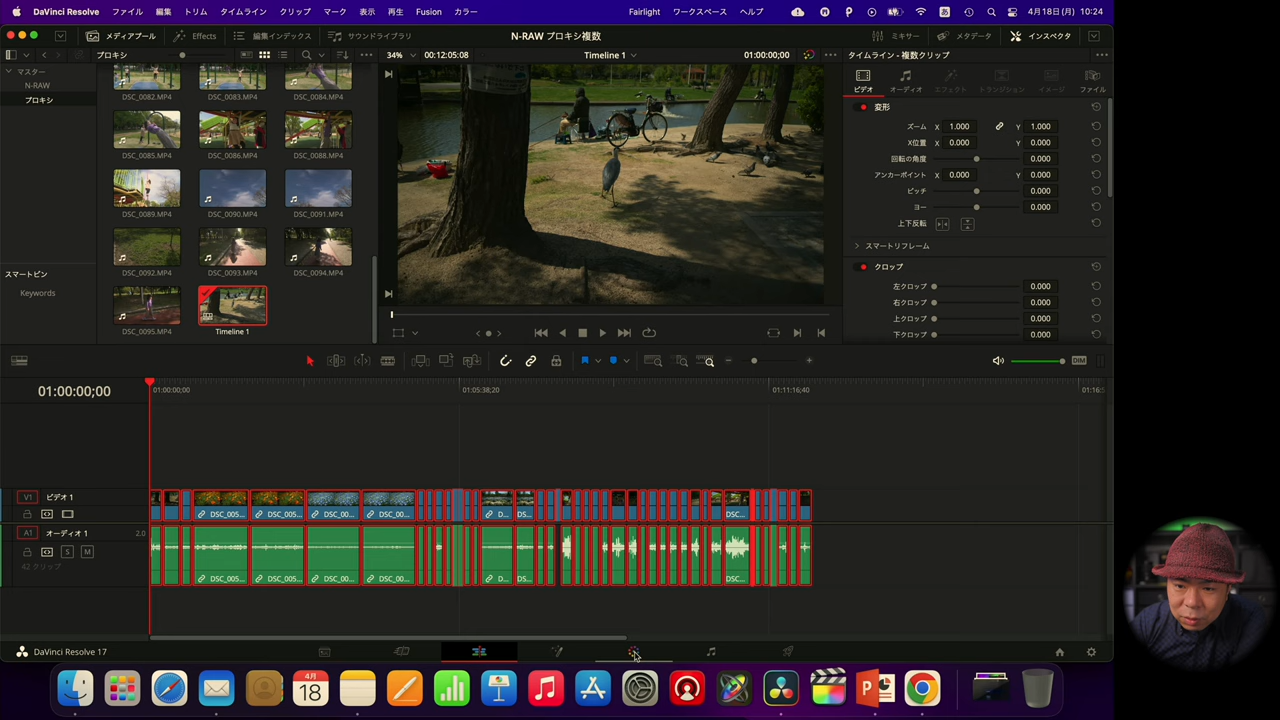 DaVinci Resolve ファイル 編集 トリム タイムライン クリップ マーク 表示 再生 Fusion カラー Fairlight ワークスペース ヘルプ 4月18日(月) 10:24
メディアプール Effects 編集インデックス サウンドライブラリ N-RAW プロキシ複数 ミキサー メタデータ インスペクタ
プロキシ 34% 00:12:05:08 Timeline 1 01:00:00;00 タイムライン - 複数クリップ
マスター
N-RAW
プロキシ
DSC_0082.MP4 DSC_0083.MP4 DSC_0084.MP4
DSC_0085.MP4 DSC_0086.MP4 DSC_0088.MP4
DSC_0089.MP4 DSC_0090.MP4 DSC_0091.MP4
DSC_0092.MP4 DSC_0093.MP4 DSC_0094.MP4
DSC_0095.MP4 Timeline 1
スマートビン
Keywords
ビデオ オーディオ エフェクト トランジション イメージ ファイル
変形
ズーム X 1.000 Y 1.000
X位置 X 0.000 Y 0.000
回転の角度 0.000
アンカーポイント X 0.000 Y 0.000
ピッチ 0.000
ヨー 0.000
上下反転
スマートリフレーム
クロップ
左クロップ 0.000
右クロップ 0.000
上クロップ 0.000
下クロップ 0.000
DIM
01:00:00;00 01:00:00;00 01:05:38;20 01:11:16;40
V1 ビデオ 1
DSC_005... DSC_005... DSC_00... DSC_00... D... DS... DSC...
A1 オーディオ 1 2.0
S M
42 クリップ
DSC_005... DSC_005... DSC_00... DSC_00... D... DS... DSC...
DaVinci Resolve 17
4月
18